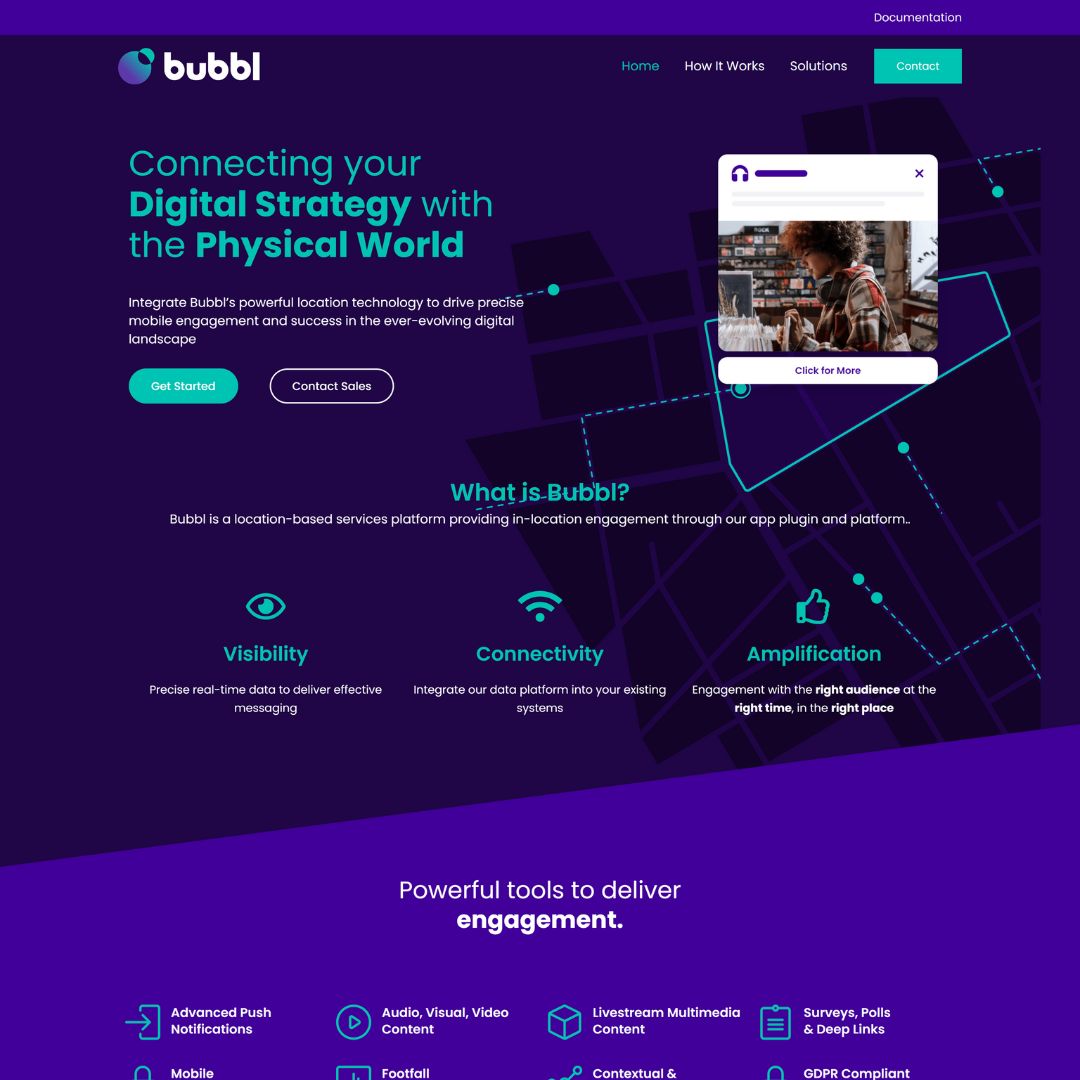 Documentation
bubbl
Home
How It Works
Solutions
Contact
Connecting your
Digital Strategy with
the Physical World
Integrate Bubbl's powerful location technology to drive precise
mobile engagement and success in the ever-evolving digital
landscape
Get Started
Contact Sales
ROCK
Click for More
What is Bubbl?
Bubbl is a location-based services platform providing in-location engagement through our app plugin and platform..
Visibility
Precise real-time data to deliver effective
messaging
Connectivity
Integrate our data platform into your existing
systems
Amplification
Engagement with the right audience at the
right time, in the right place
Powerful tools to deliver
engagement.
Advanced Push
Notifications
Audio, Visual, Video
Content
Livestream Multimedia
Content
Surveys, Polls
& Deep Links
Mobile
Footfall
Contextual &
GDPR Compliant